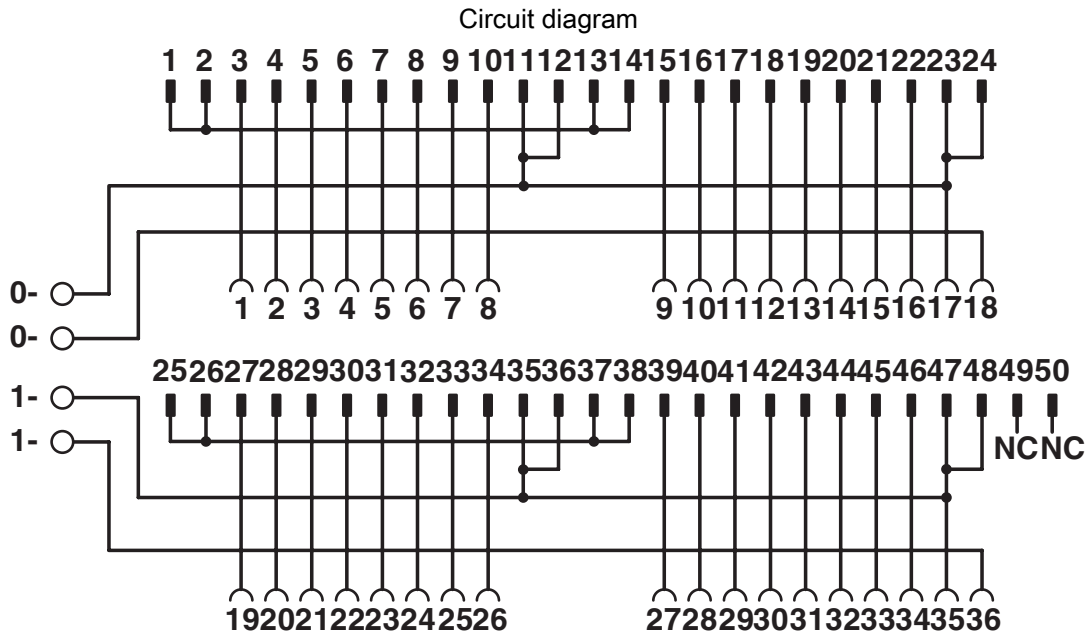 Circuit diagram
1 2 3 4 5 6 7 8 9 10 11 12 13 14 15 16 17 18 19 20 21 22 23 24
0-
1 2 3 4 5 6 7 8 9 10 11 12 13 14 15 16 17 18
0-
25 26 27 28 29 30 31 32 33 34 35 36 37 38 39 40 41 42 43 44 45 46 47 48 49 50
1-
1- NC NC
19 20 21 22 23 24 25 26 27 28 29 30 31 32 33 34 35 36